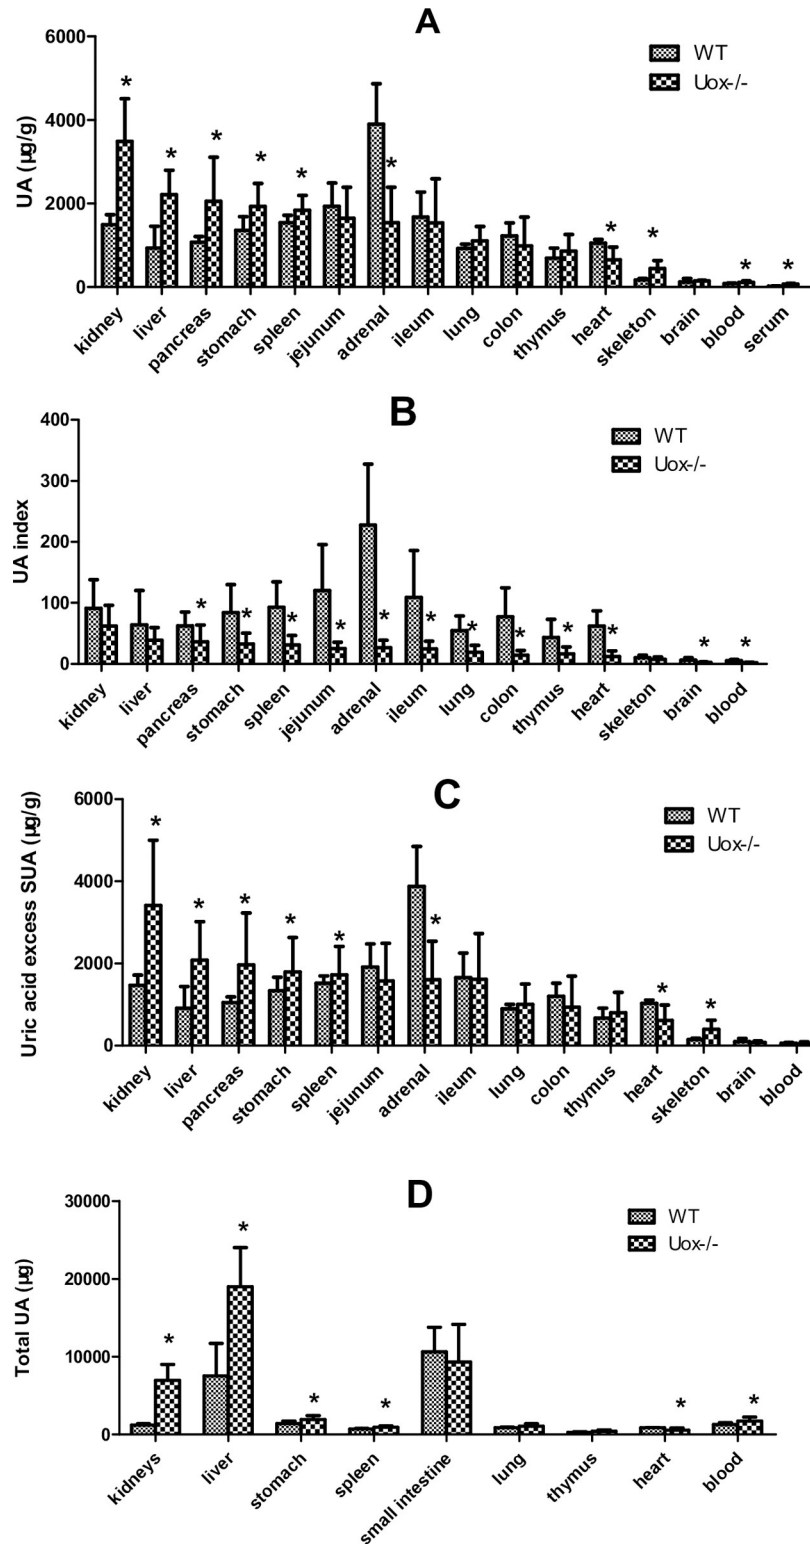 A
6000
4000
2000
0
UA (µg/g)
WT
Uox-/-
* * * * * * * * * *
kidney
liver
pancreas
stomach
spleen
jejunum
adrenal
ileum
lung
colon
thymus
heart
skeleton
brain
blood
serum
B
400
300
200
100
0
UA index
WT
Uox-/-
* * * * * * * * * * * *
kidney
liver
pancreas
stomach
spleen
jejunum
adrenal
ileum
lung
colon
thymus
heart
skeleton
brain
blood
C
6000
4000
2000
0
Uric acid excess SUA (µg/g)
WT
Uox-/-
* * * * * * * *
kidney
liver
pancreas
stomach
spleen
jejunum
adrenal
ileum
lung
colon
thymus
heart
skeleton
brain
blood
D
30000
20000
10000
0
Total UA (µg)
WT
Uox-/-
* * * * * *
kidneys
liver
stomach
spleen
small intestine
lung
thymus
heart
blood